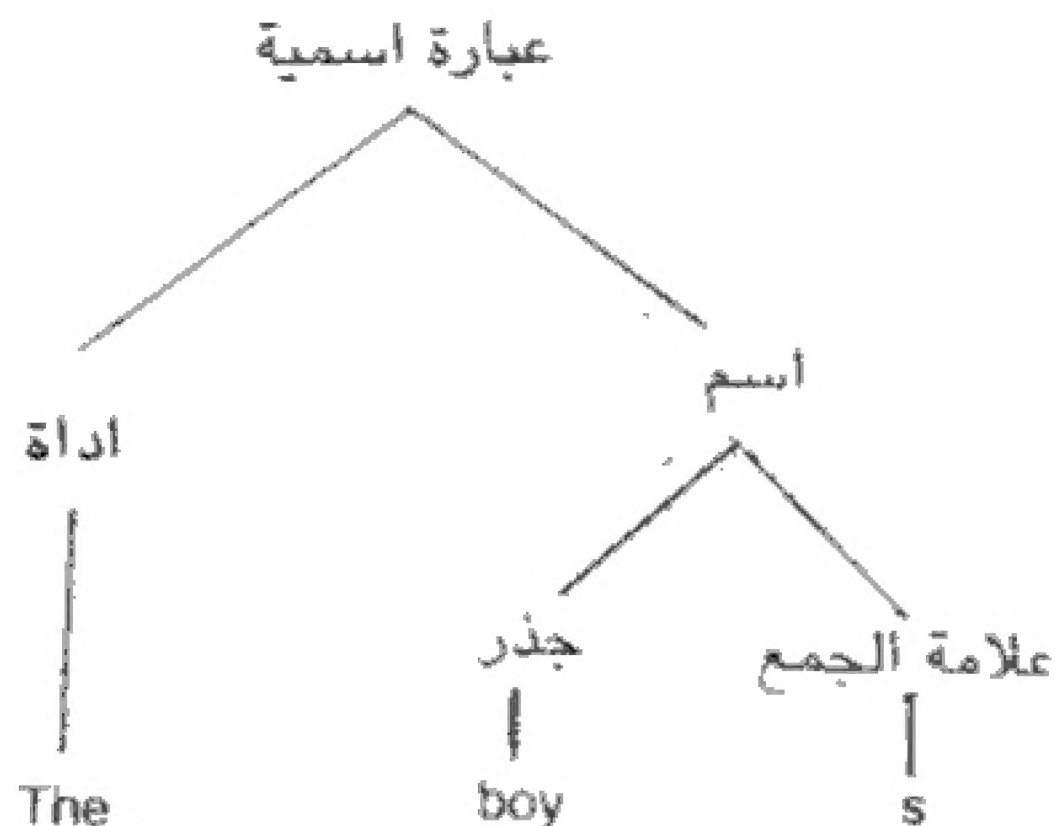 عبارة اسمية
اسم
اداة
جذر
علامة الجمع
The
boy
s